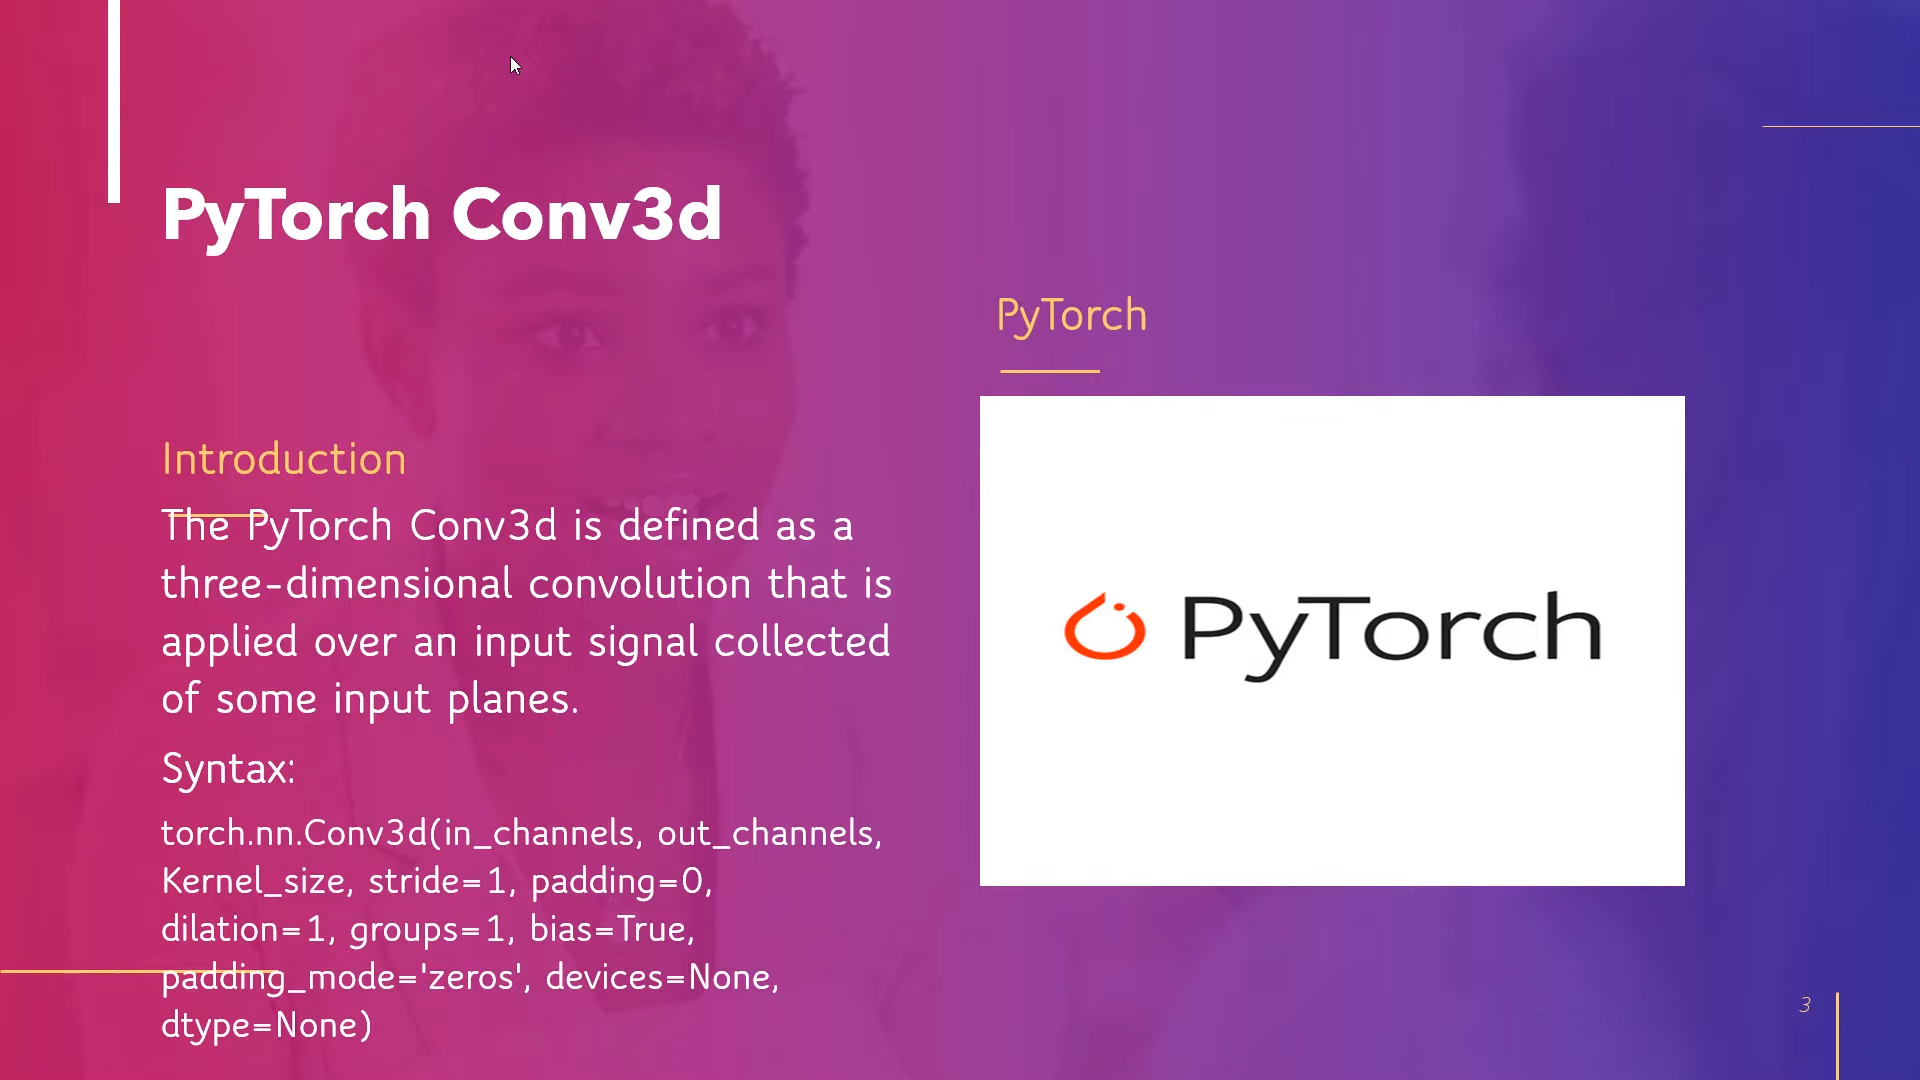 PyTorch Conv3d
Introduction
The PyTorch Conv3d is defined as a
three-dimensional convolution that is
applied over an input signal collected
of some input planes.
Syntax:
torch.nn.Conv3d(in_channels, out_channels,
Kernel_size, stride=1, padding=0,
dilation=1, groups=1, bias=True,
padding_mode='zeros', devices=None,
dtype=None)
PyTorch
PyTorch
3